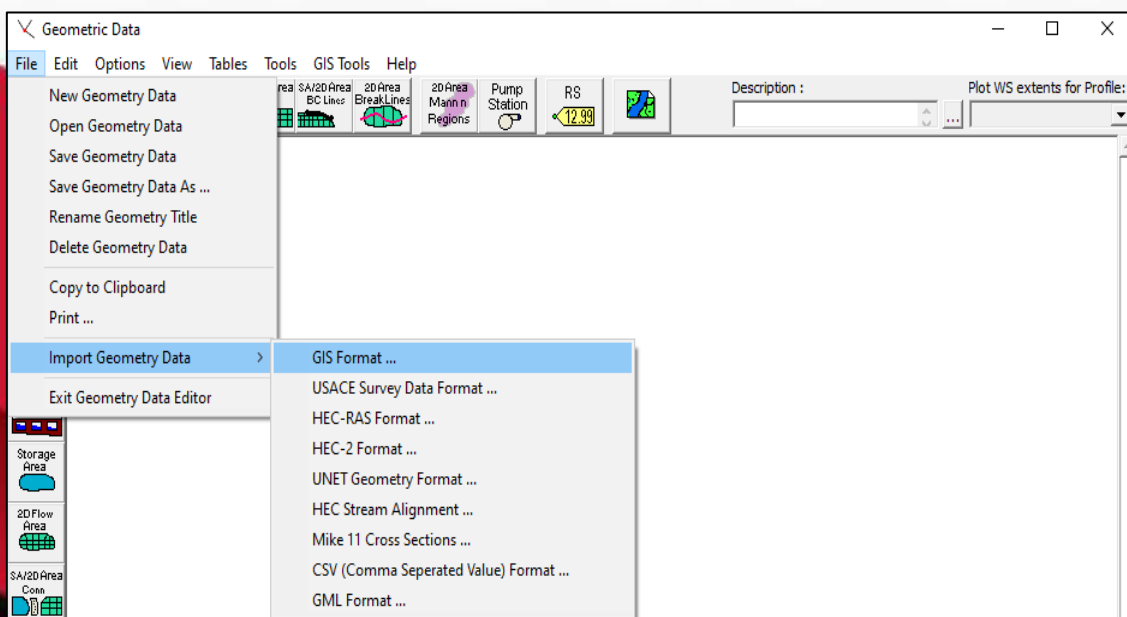 Geometric Data
File Edit Options View Tables Tools GIS Tools Help
rea SA/2D Area BC Lines
2D Area BreakLines
2D Area Mann n Regions
Pump Station
RS
12.99
Description :
Plot WS extents for Profile:
...
New Geometry Data
Open Geometry Data
Save Geometry Data
Save Geometry Data As ...
Rename Geometry Title
Delete Geometry Data
Copy to Clipboard
Print ...
Import Geometry Data >
Exit Geometry Data Editor
GIS Format ...
USACE Survey Data Format ...
HEC-RAS Format ...
HEC-2 Format ...
UNET Geometry Format ...
HEC Stream Alignment ...
Mike 11 Cross Sections ...
CSV (Comma Seperated Value) Format ...
GML Format ...
Storage
Area
2D Flow
Area
SA/2D Area
Conn